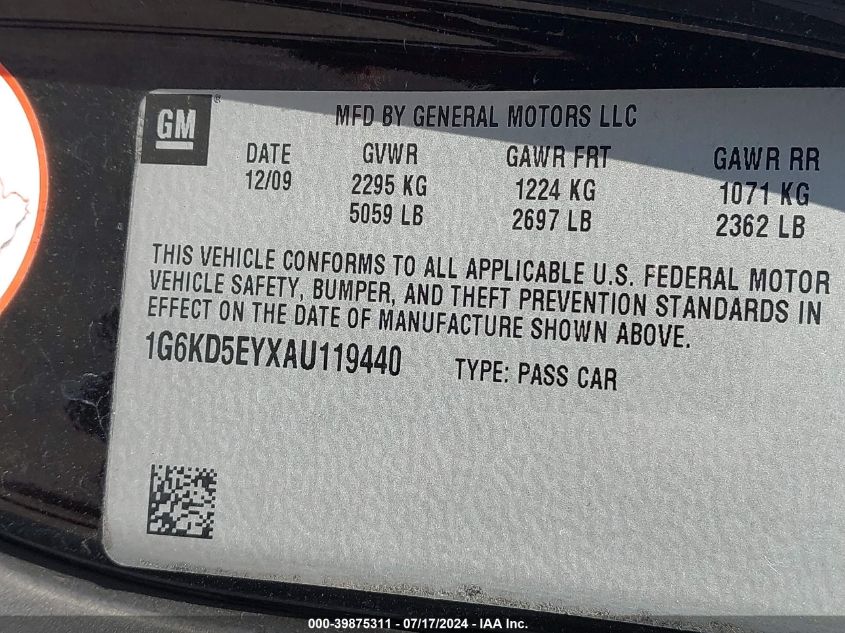 GM®
MFD BY GENERAL MOTORS LLC
DATE GVWR GAWR FRT GAWR RR
12/09 2295 KG 1224 KG 1071 KG
5059 LB 2697 LB 2362 LB
THIS VEHICLE CONFORMS TO ALL APPLICABLE U.S. FEDERAL MOTOR
VEHICLE SAFETY, BUMPER, AND THEFT PREVENTION STANDARDS IN
EFFECT ON THE DATE OF MANUFACTURE SHOWN ABOVE.
1G6KD5EYXAU119440 TYPE: PASS CAR
000-39875311 - 07/17/2024 - IAA Inc.